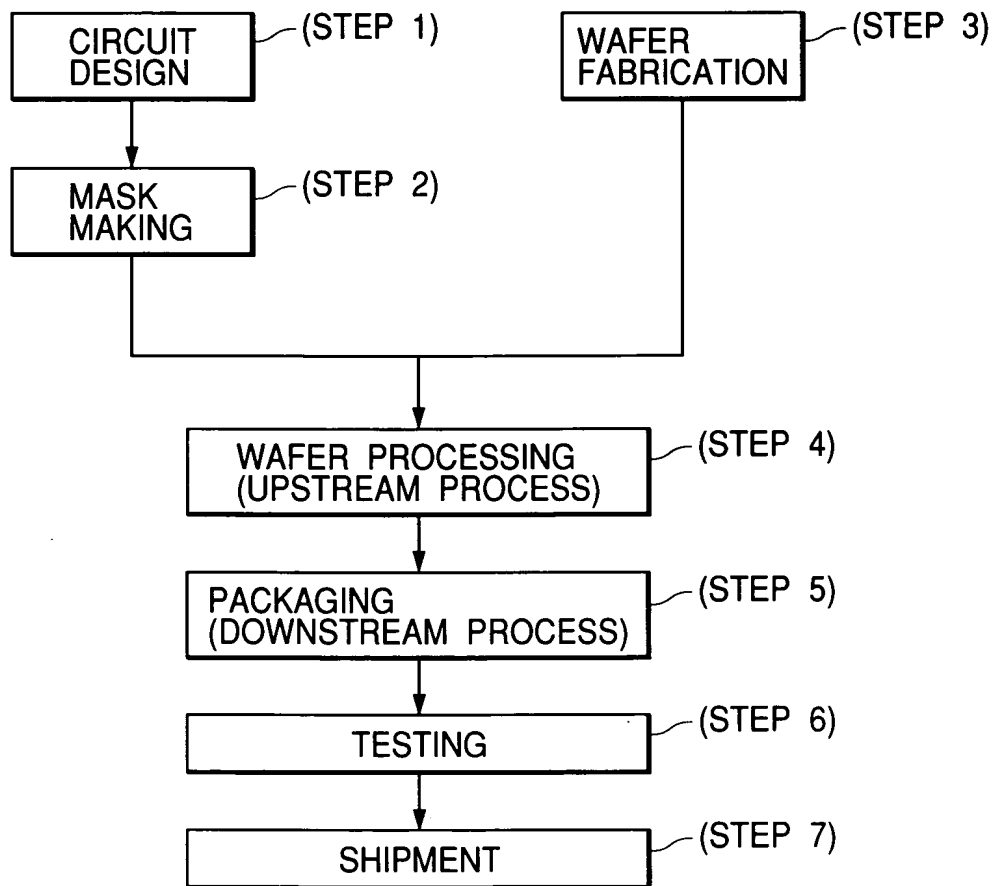 CIRCUIT
DESIGN
(STEP 1)
WAFER
FABRICATION
(STEP 3)
MASK
MAKING
(STEP 2)
WAFER PROCESSING
(UPSTREAM PROCESS)
(STEP 4)
PACKAGING
(DOWNSTREAM PROCESS)
(STEP 5)
TESTING
(STEP 6)
SHIPMENT
(STEP 7)